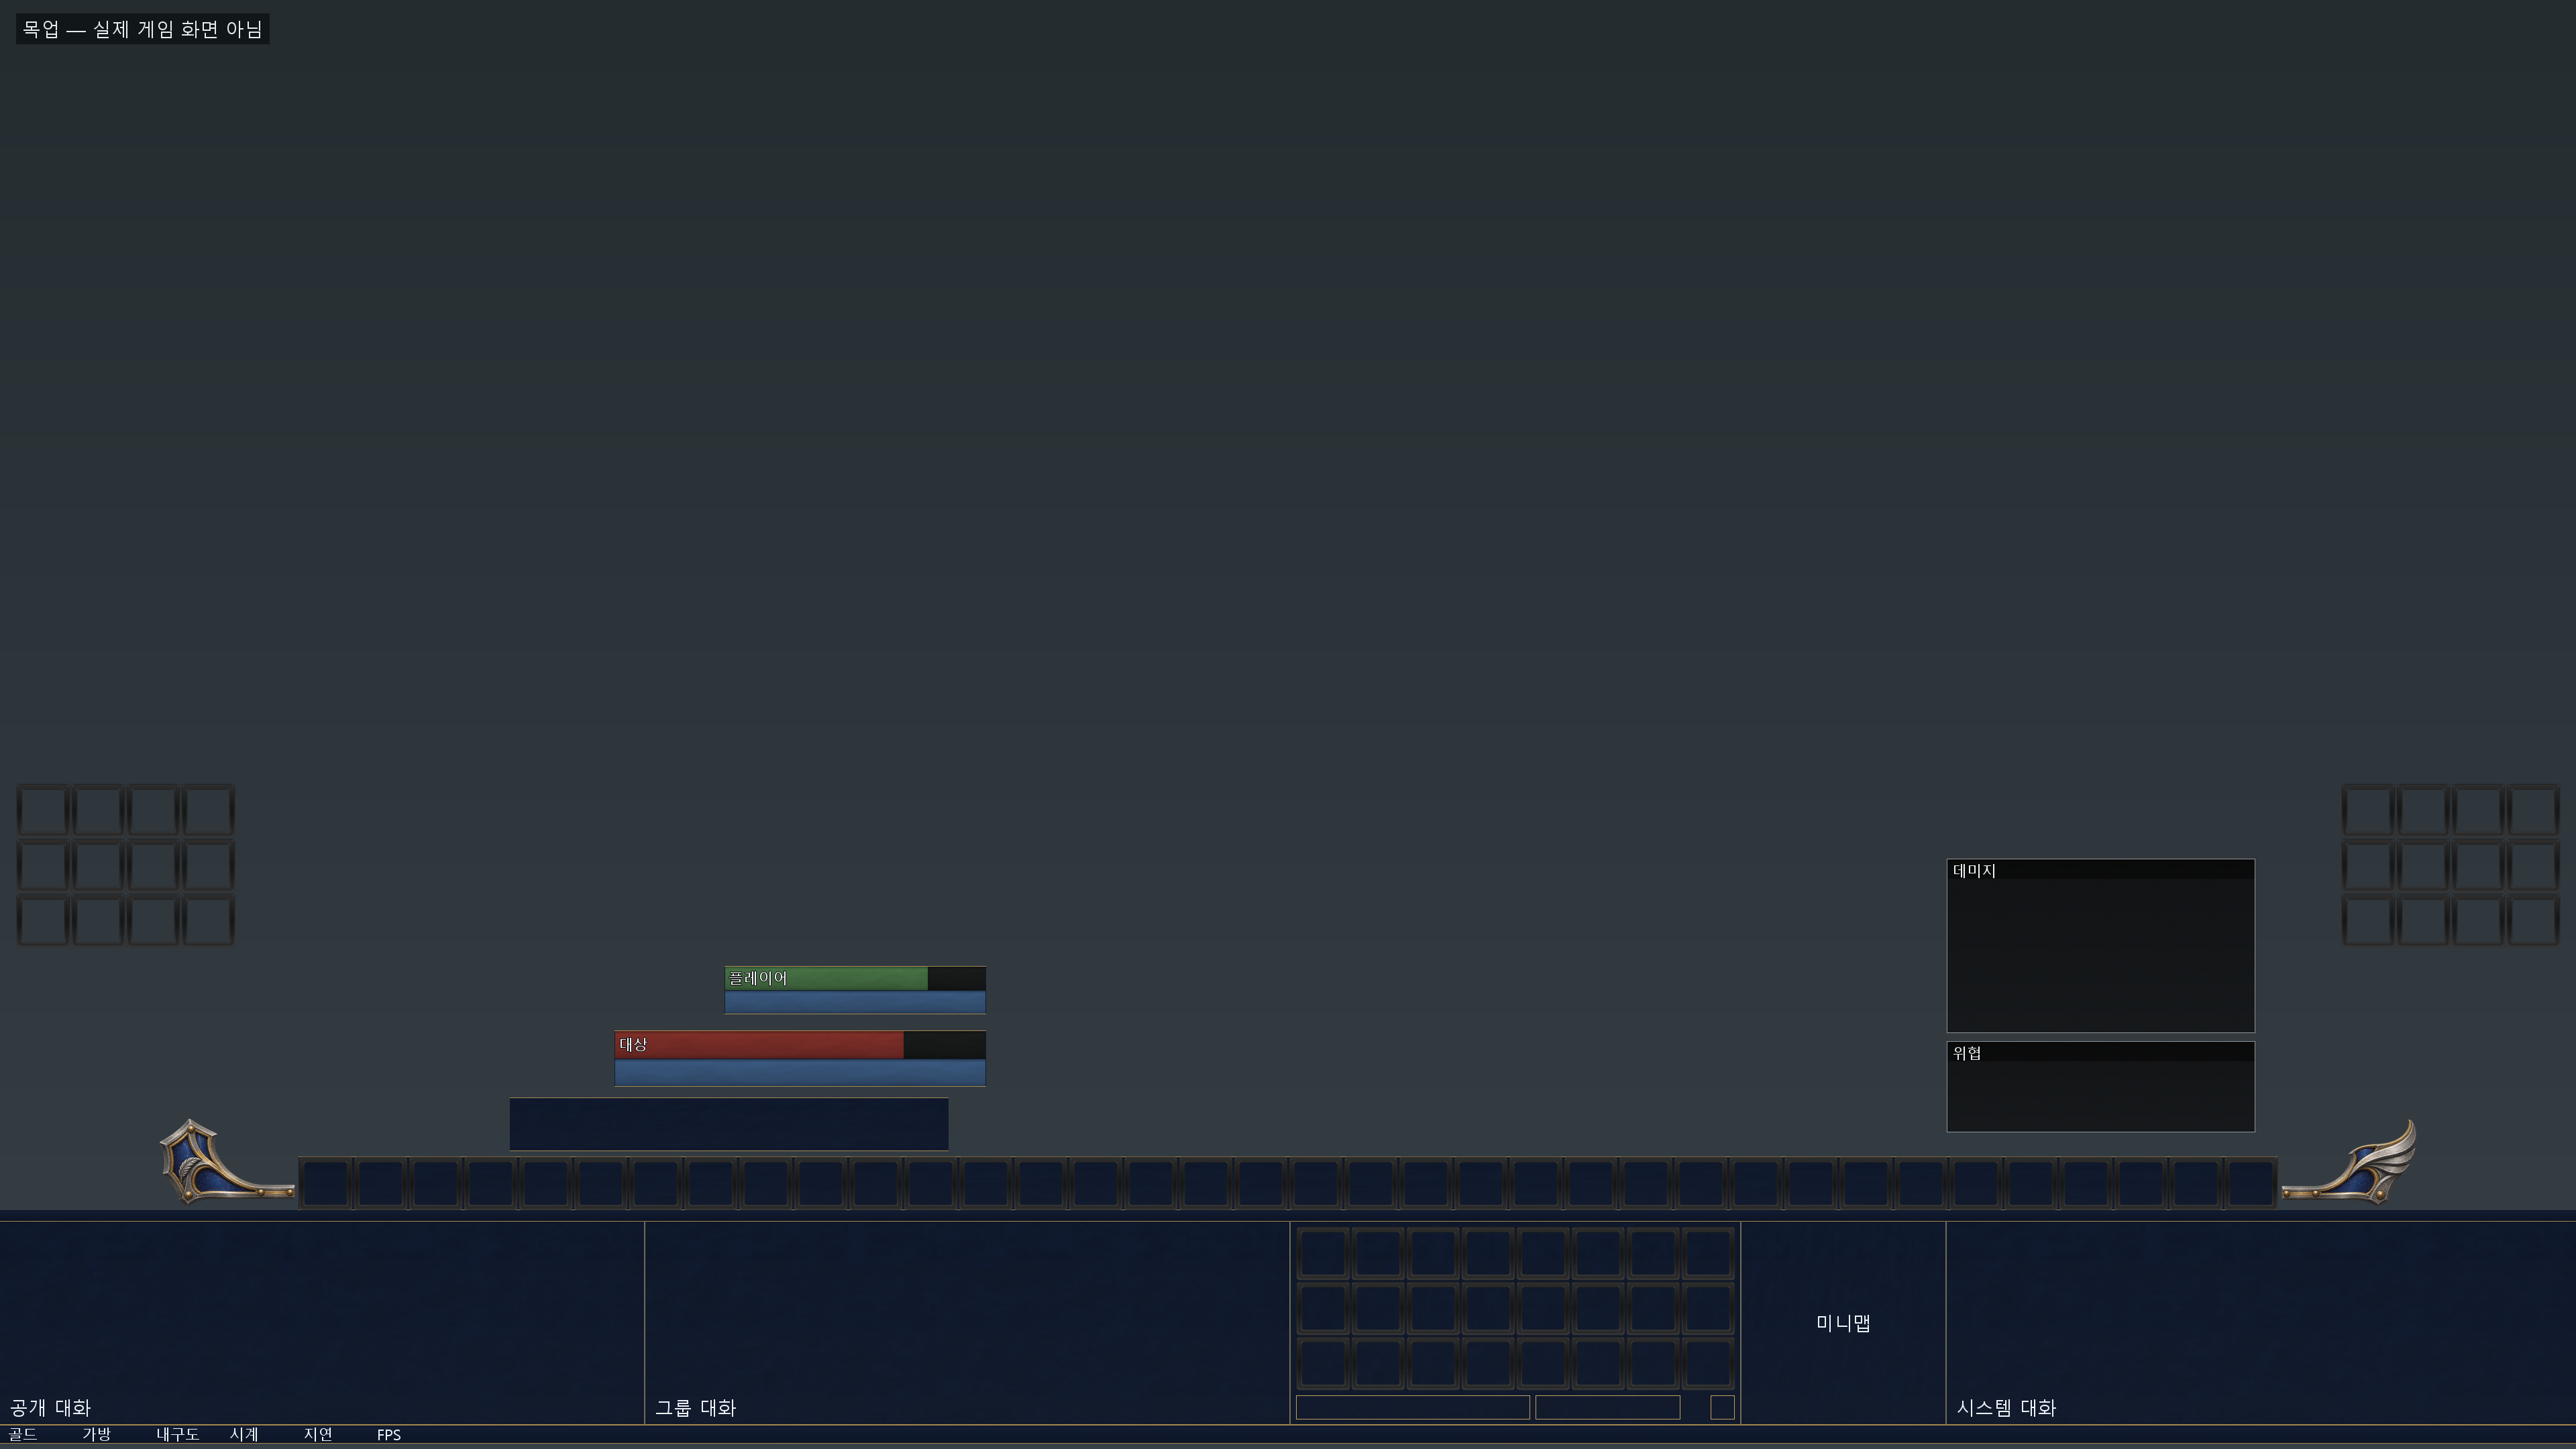 목업 — 실제 게임 화면 아님
데미지
플레이어
대상
위협
미니맵
공개 대화
그룹 대화
시스템 대화
골드 가방 내구도 시계 지연 FPS